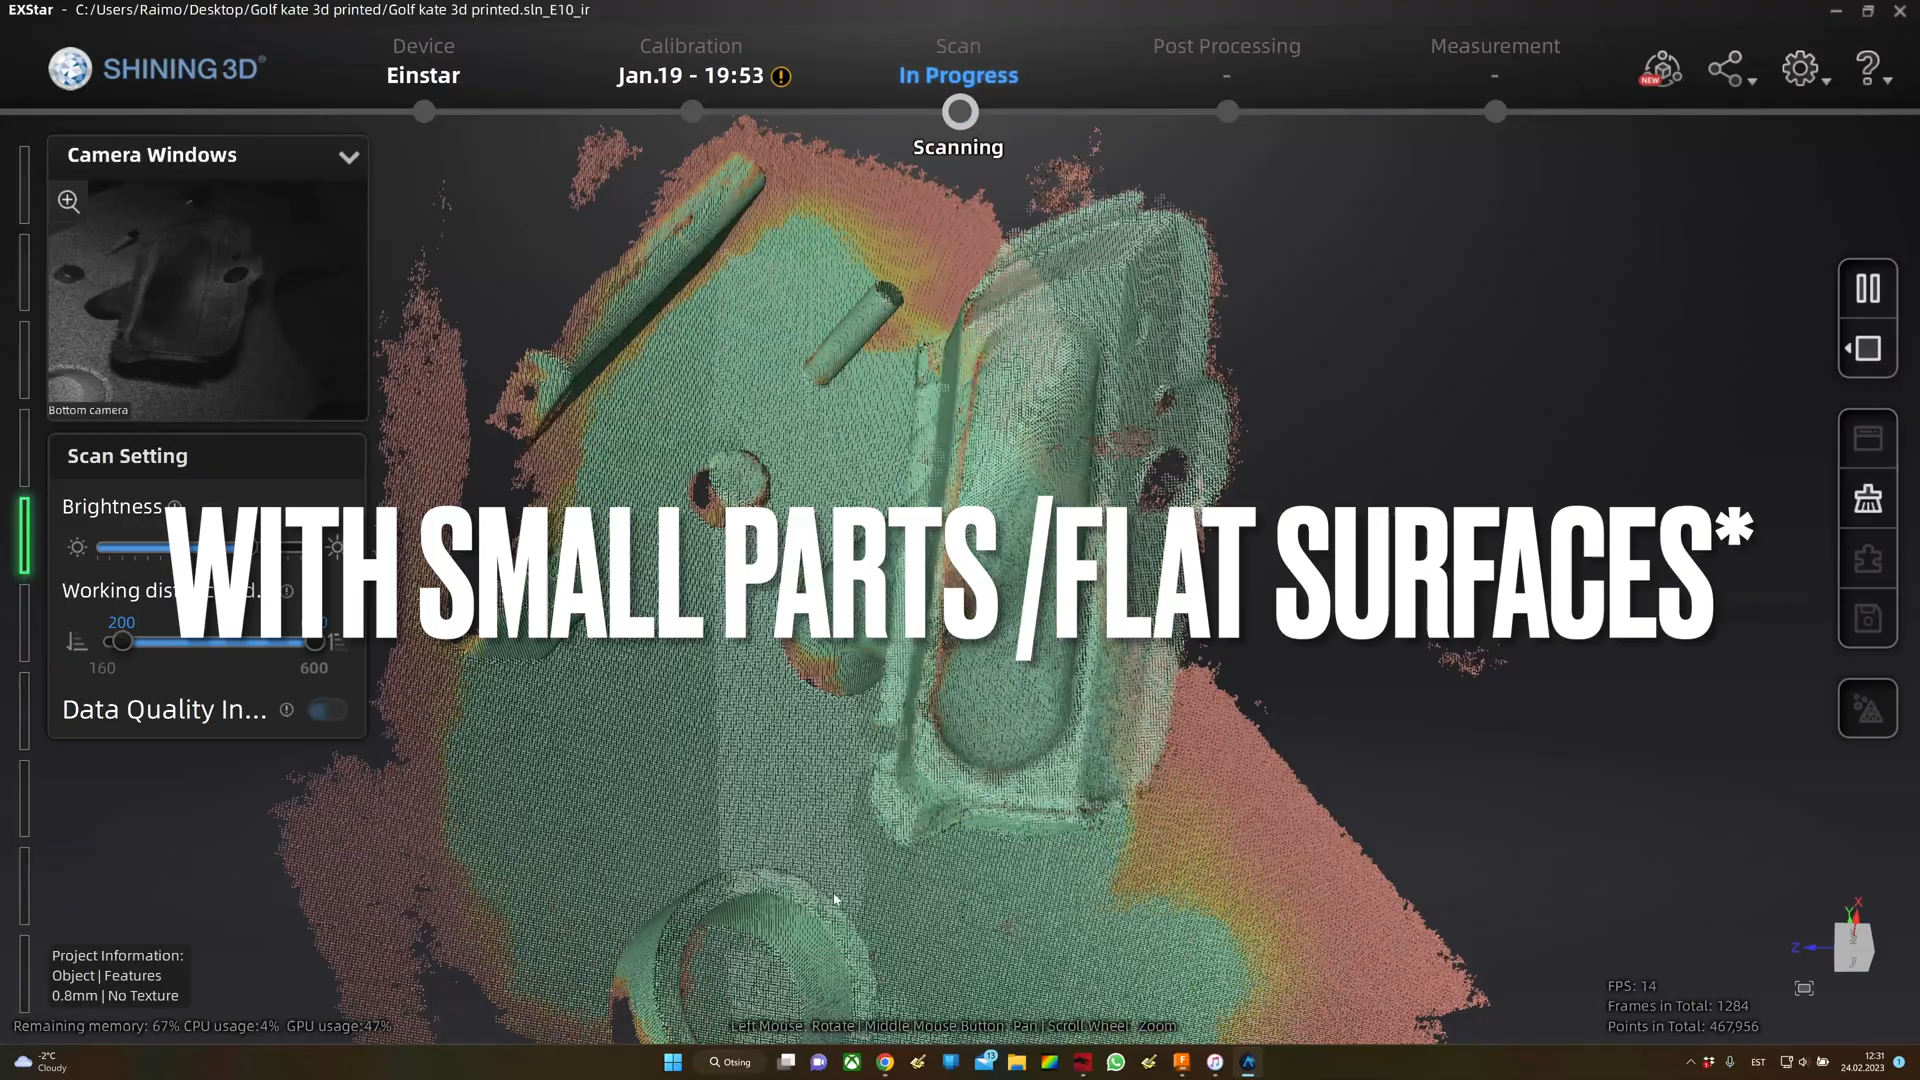 EXStar - C:/Users/Raimo/Desktop/Golf kate 3d printed/Golf kate 3d printed.sln_E10_ir
SHINING 3D®
Device
Einstar
Calibration
Jan.19 - 19:53
Scan
In Progress
Scanning
Post Processing
-
Measurement
-
NEW
Camera Windows
Bottom camera
Scan Setting
Brightness
WITH SMALL PARTS /FLAT SURFACES*
Working
200
160
600
Data Quality In...
Project Information:
Object | Features
0.8mm | No Texture
Remaining memory: 67% CPU usage:4% GPU usage:47%
Left Mouse: Rotate | Middle Mouse Button: Pan | Scroll Wheel: Zoom
FPS: 14
Frames in Total: 1284
Points in Total: 467,956
X
Y
Z
-2°C
Cloudy
Otsing
13
EST
12:31
24.02.2023
1